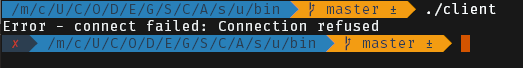 /m/c/U/C/O/D/E/G/S/C/A/s/u/bin master ± ./client
Error - connect failed: Connection refused
✗ /m/c/U/C/O/D/E/G/S/C/A/s/u/bin master ±